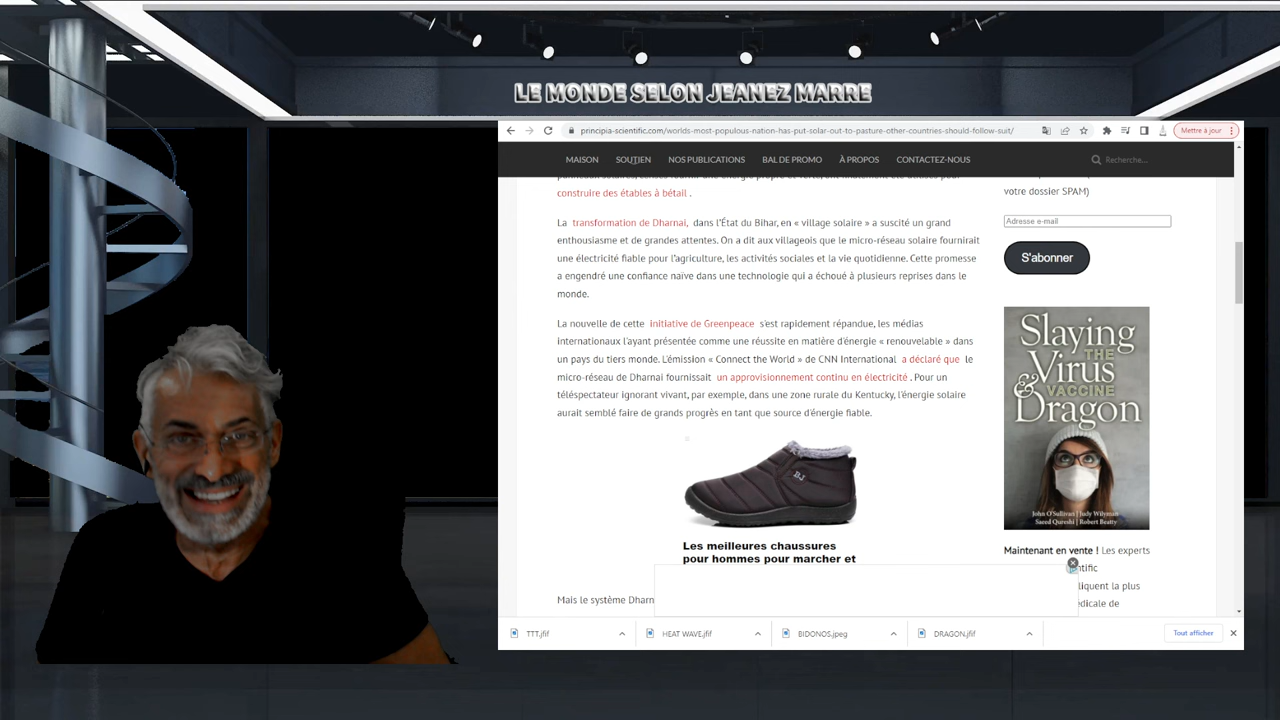 LE MONDE SELON JEANEZ MARRE
principia-scientific.com/worlds-most-populous-nation-has-put-solar-out-to-pasture-other-countries-should-follow-suit/
Mettre à jour
MAISON SOUTIEN NOS PUBLICATIONS BAL DE PROMO À PROPOS CONTACTEZ-NOUS Recherche...
construire des étables à bétail .
La transformation de Dharnai, dans l'État du Bihar, en « village solaire » a suscité un grand
enthousiasme et de grandes attentes. On a dit aux villageois que le micro-réseau solaire fournirait
une électricité fiable pour l'agriculture, les activités sociales et la vie quotidienne. Cette promesse
a engendré une confiance naïve dans une technologie qui a échoué à plusieurs reprises dans le
monde.
La nouvelle de cette initiative de Greenpeace s'est rapidement répandue, les médias
internationaux l'ayant présentée comme une réussite en matière d'énergie « renouvelable » dans
un pays du tiers monde. L'émission « Connect the World » de CNN International a déclaré que le
micro-réseau de Dharnai fournissait un approvisionnement continu en électricité . Pour un
téléspectateur ignorant vivant, par exemple, dans une zone rurale du Kentucky, l'énergie solaire
aurait semblé faire de grands progrès en tant que source d'énergie fiable.
BJ
Les meilleures chaussures
pour hommes pour marcher et
Mais le système Dharn
votre dossier SPAM)
Adresse e-mail
S'abonner
Slaying
THE
Virus
& VACCINE
Dragon
John O'Sullivan | Judy Wilyman
Saeed Qureshi | Robert Beatty
Maintenant en vente ! Les experts
entific
liquent la plus
édicale de
TTT.jfif
HEAT WAVE.jfif
BIDONOS.jpeg
DRAGON.jfif
Tout afficher